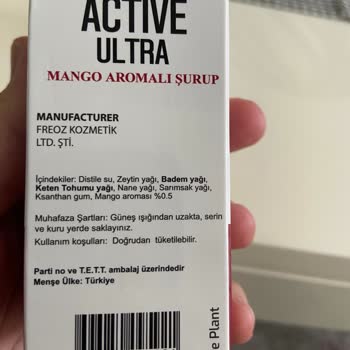 ACTIVE
ULTRA
MANGO AROMALI ŞURUP
MANUFACTURER
FREOZ KOZMETİK
LTD. ŞTİ.
İçindekiler: Distile su, Zeytin yağı, Badem yağı,
Keten Tohumu yağı, Nane yağı, Sarımsak yağı,
Ksanthan gum, Mango aroması %0.5
Muhafaza Şartları: Güneş ışığından uzakta, serin
ve kuru yerde saklayınız.
Kullanım koşulları: Doğrudan tüketilebilir.
Parti no ve T.E.T.T. ambalaj üzerindedir
Menşe Ülke: Türkiye
e Plant